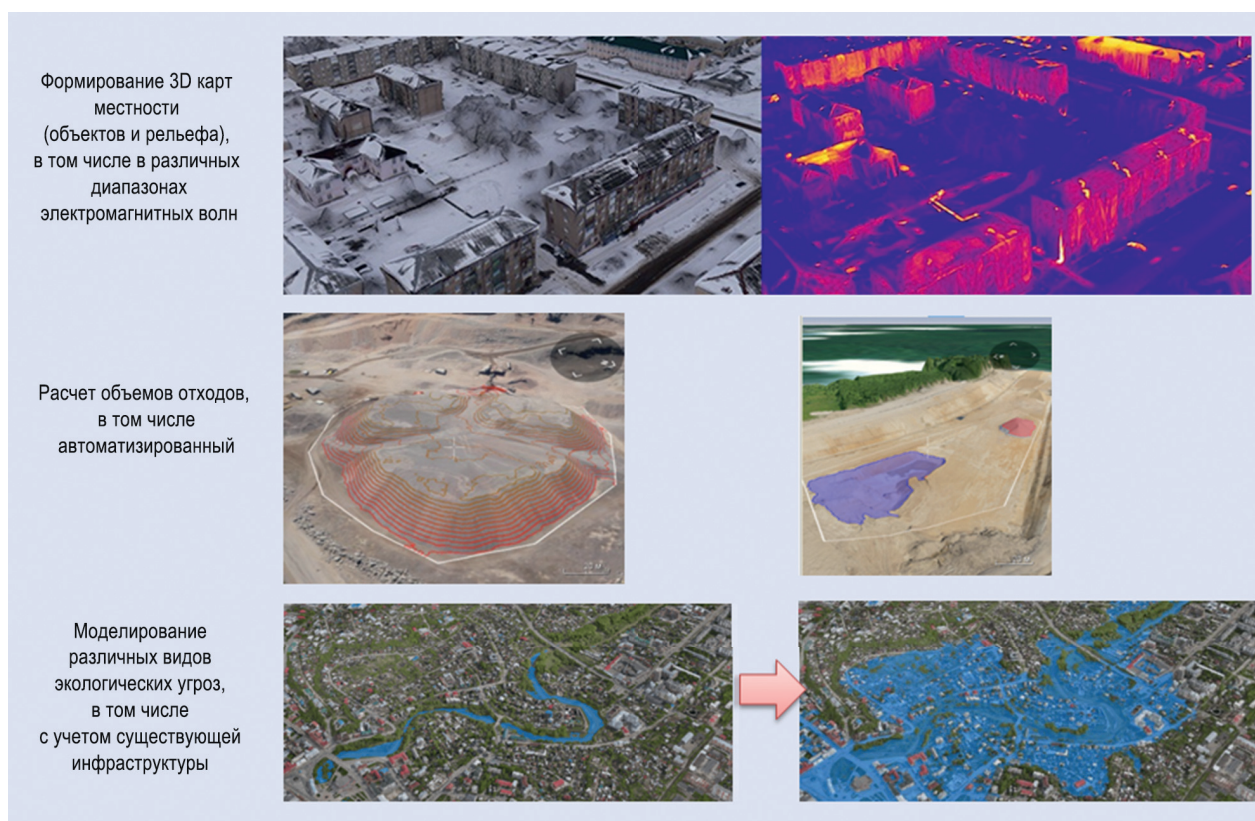 Формирование 3D карт
местности
(объектов и рельефа),
в том числе в различных
диапазонах
электромагнитных волн
Расчет объемов отходов,
в том числе
автоматизированный
Моделирование
различных видов
экологических угроз,
в том числе
с учетом существующей
инфраструктуры